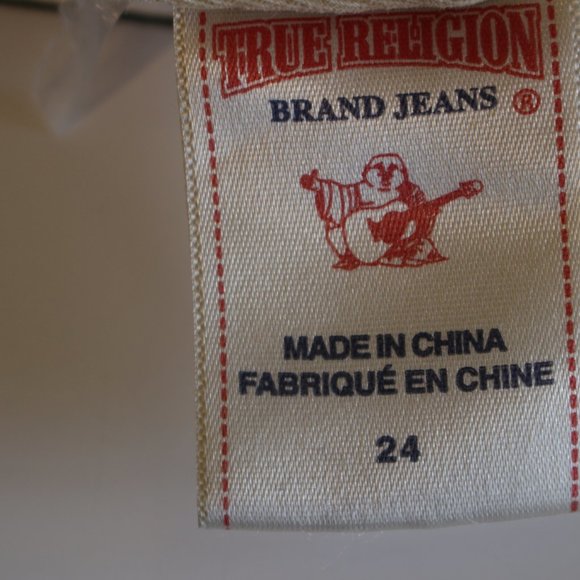 TRUE RELIGION
BRAND JEANS ®
MADE IN CHINA
FABRIQUÉ EN CHINE
24